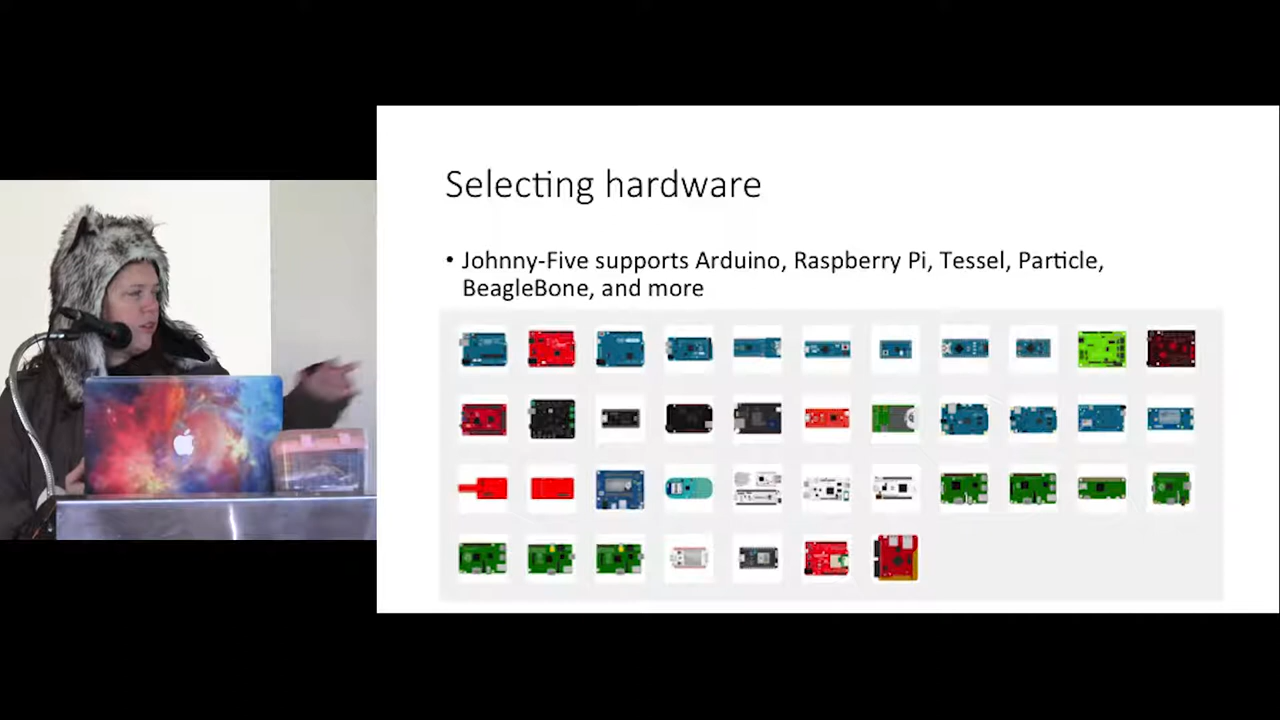 Selecting hardware
• Johnny-Five supports Arduino, Raspberry Pi, Tessel, Particle,
BeagleBone, and more